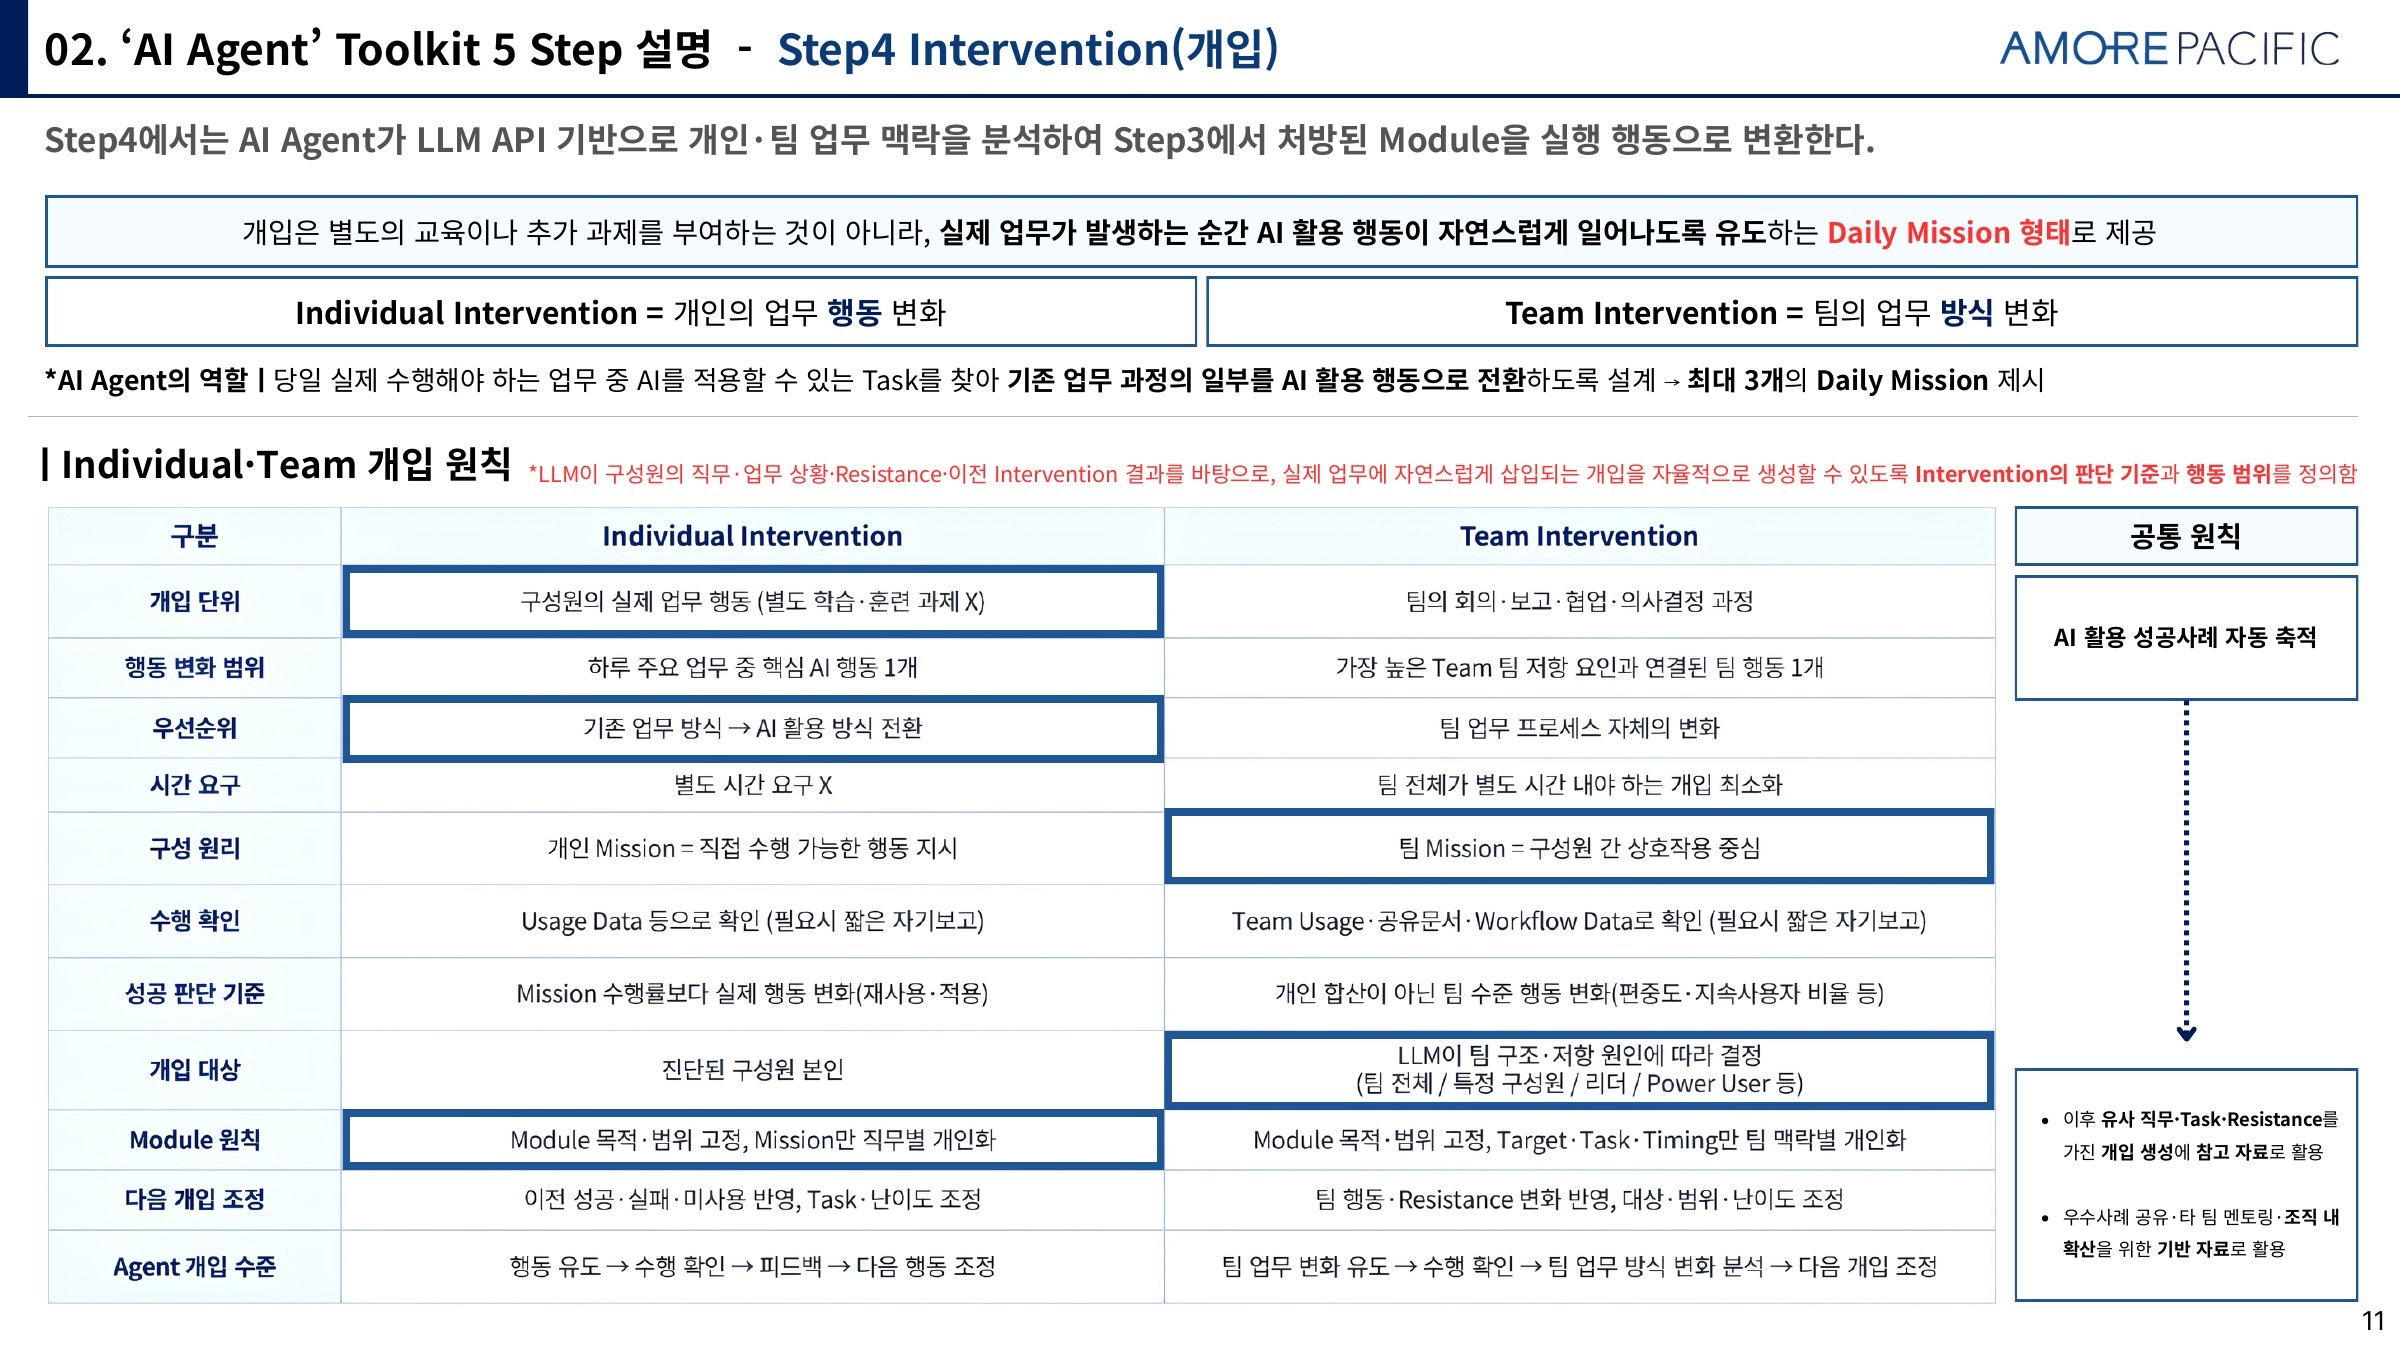 02. ‘AI Agent’ Toolkit 5 Step 설명 - Step4 Intervention(개입)
AMOREPACIFIC
Step4에서는 AI Agent가 LLM API 기반으로 개인·팀 업무 맥락을 분석하여 Step3에서 처방된 Module을 실행 행동으로 변환한다.
개입은 별도의 교육이나 추가 과제를 부여하는 것이 아니라, 실제 업무가 발생하는 순간 AI 활용 행동이 자연스럽게 일어나도록 유도하는 Daily Mission 형태로 제공
Individual Intervention = 개인의 업무 행동 변화
Team Intervention = 팀의 업무 방식 변화
*AI Agent의 역할 | 당일 실제 수행해야 하는 업무 중 AI를 적용할 수 있는 Task를 찾아 기존 업무 과정의 일부를 AI 활용 행동으로 전환하도록 설계 → 최대 3개의 Daily Mission 제시
| Individual·Team 개입 원칙 *LLM이 구성원의 직무·업무 상황·Resistance·이전 Intervention 결과를 바탕으로, 실제 업무에 자연스럽게 삽입되는 개입을 자율적으로 생성할 수 있도록 Intervention의 판단 기준과 행동 범위를 정의함
구분 Individual Intervention Team Intervention
개입 단위 구성원의 실제 업무 행동 (별도 학습·훈련 과제 X) 팀의 회의·보고·협업·의사결정 과정
행동 변화 범위 하루 주요 업무 중 핵심 AI 행동 1개 가장 높은 Team 팀 저항 요인과 연결된 팀 행동 1개
우선순위 기존 업무 방식 → AI 활용 방식 전환 팀 업무 프로세스 자체의 변화
시간 요구 별도 시간 요구 X 팀 전체가 별도 시간 내야 하는 개입 최소화
구성 원리 개인 Mission = 직접 수행 가능한 행동 지시 팀 Mission = 구성원 간 상호작용 중심
수행 확인 Usage Data 등으로 확인 (필요시 짧은 자기보고) Team Usage·공유문서·Workflow Data로 확인 (필요시 짧은 자기보고)
성공 판단 기준 Mission 수행률보다 실제 행동 변화(재사용·적용) 개인 합산이 아닌 팀 수준 행동 변화(편중도·지속사용자 비율 등)
개입 대상 진단된 구성원 본인 LLM이 팀 구조·저항 원인에 따라 결정
(팀 전체 / 특정 구성원 / 리더 / Power User 등)
Module 원칙 Module 목적·범위 고정, Mission만 직무별 개인화 Module 목적·범위 고정, Target·Task·Timing만 팀 맥락별 개인화
다음 개입 조정 이전 성공·실패·미사용 반영, Task·난이도 조정 팀 행동·Resistance 변화 반영, 대상·범위·난이도 조정
Agent 개입 수준 행동 유도 → 수행 확인 → 피드백 → 다음 행동 조정 팀 업무 변화 유도 → 수행 확인 → 팀 업무 방식 변화 분석 → 다음 개입 조정
공통 원칙
AI 활용 성공사례 자동 축적
• 이후 유사 직무·Task·Resistance를
가진 개입 생성에 참고 자료로 활용
• 우수사례 공유·타 팀 멘토링·조직 내
확산을 위한 기반 자료로 활용
11